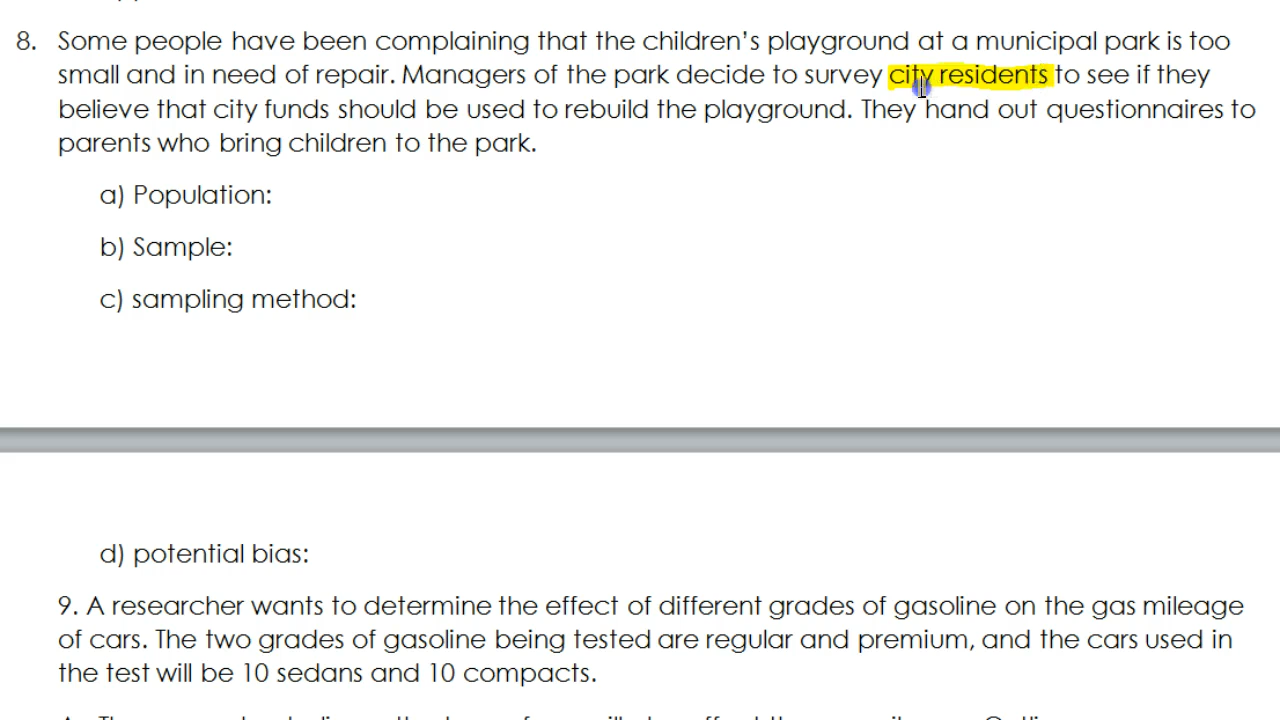 8. Some people have been complaining that the children's playground at a municipal park is too
small and in need of repair. Managers of the park decide to survey city residents to see if they
believe that city funds should be used to rebuild the playground. They hand out questionnaires to
parents who bring children to the park.
a) Population:
b) Sample:
c) sampling method:
d) potential bias:
9. A researcher wants to determine the effect of different grades of gasoline on the gas mileage
of cars. The two grades of gasoline being tested are regular and premium, and the cars used in
the test will be 10 sedans and 10 compacts.